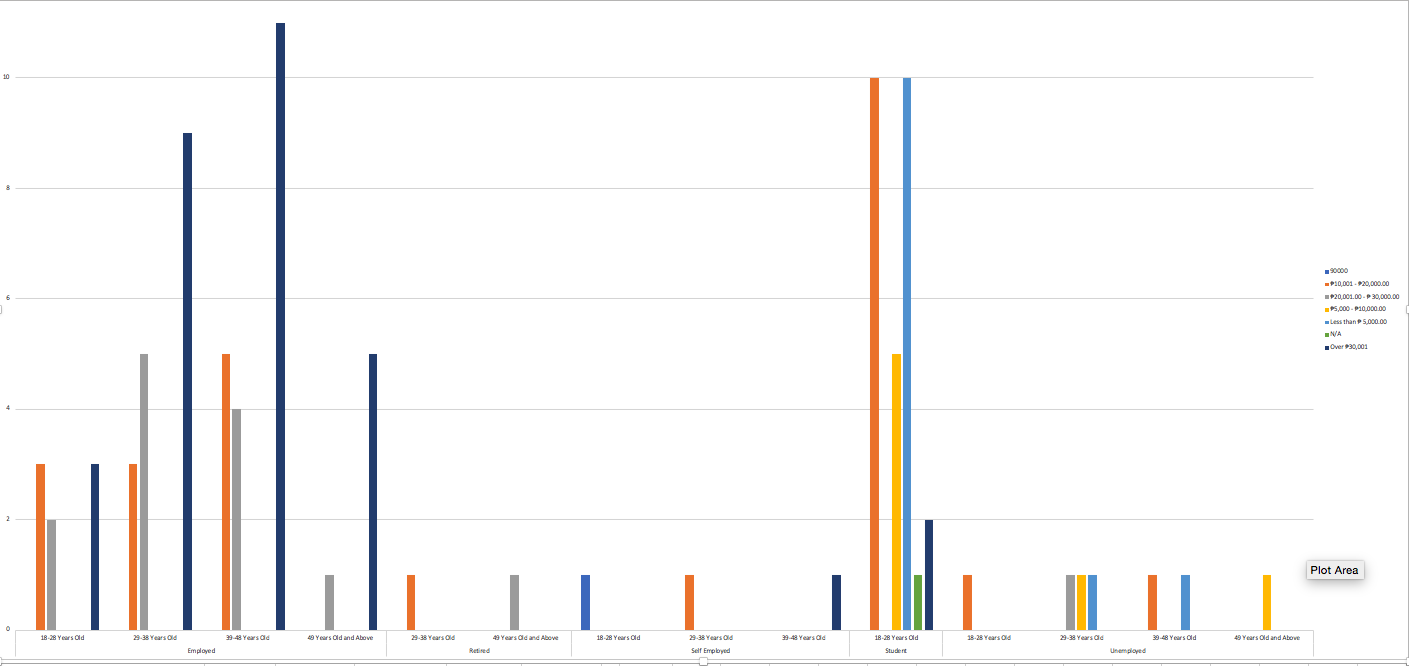 10
8
6
4
2
0
18-28 Years Old 29-38 Years Old 39-48 Years Old 49 Years Old and Above 29-38 Years Old 49 Years Old and Above 18-28 Years Old 29-38 Years Old 39-48 Years Old 18-28 Years Old 18-28 Years Old 29-38 Years Old 39-48 Years Old 49 Years Old and Above
Employed Retired Self Employed Student Unemployed
90000
₱10,001 - ₱20,000.00
₱20,001.00 - ₱ 30,000.00
₱5,000 - ₱10,000.00
Less than ₱ 5,000.00
N/A
Over ₱30,001
Plot Area